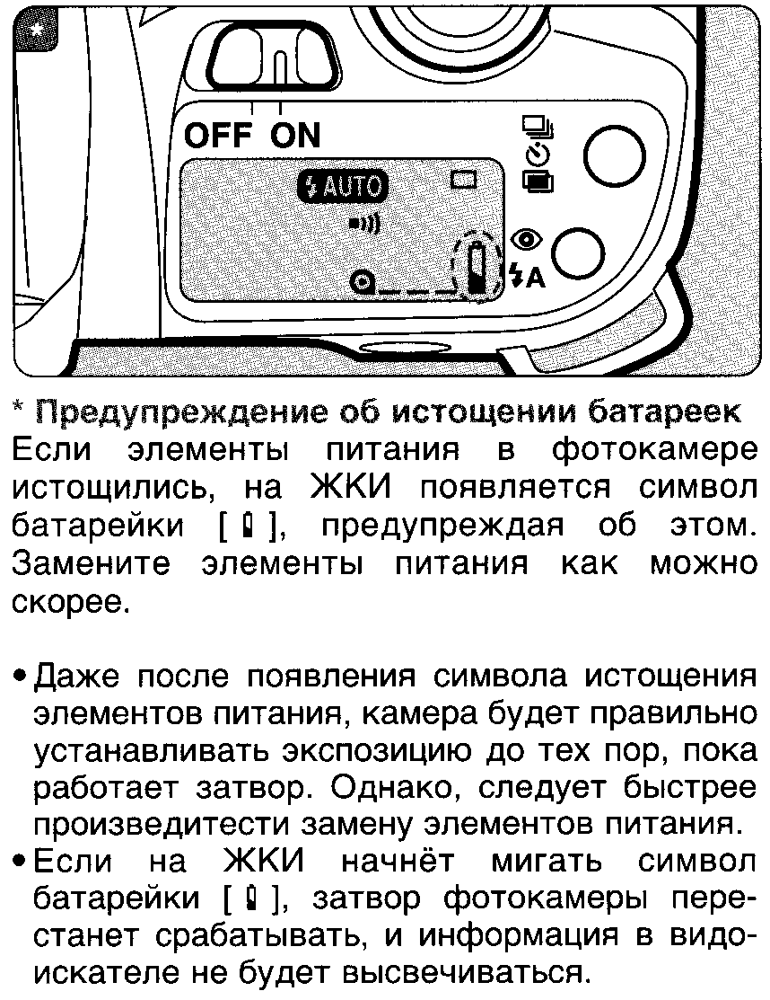 *
OFF ON
AUTO
A
* Предупреждение об истощении батареек
Если элементы питания в фотокамере
истощились, на ЖКИ появляется символ
батарейки [ ], предупреждая об этом.
Замените элементы питания как можно
скорее.
• Даже после появления символа истощения
элементов питания, камера будет правильно
устанавливать экспозицию до тех пор, пока
работает затвор. Однако, следует быстрее
произведитести замену элементов питания.
• Если на ЖКИ начнёт мигать символ
батарейки [ ], затвор фотокамеры пере-
станет срабатывать, и информация в видо-
искателе не будет высвечиваться.